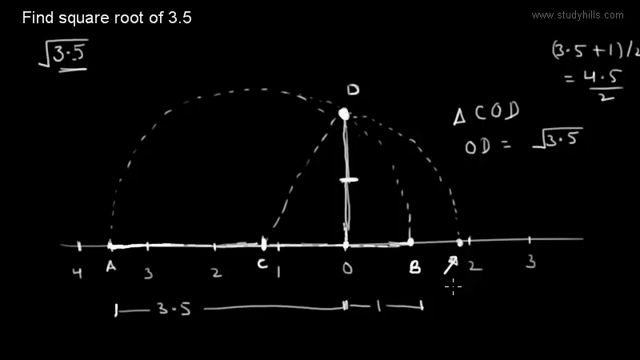 Find square root of 3.5
www.studyhills.com
√3.5
(3.5 + 1)/2
= 4.5/2
D
Δ COD
OD = √3.5
4 A 3 2 C 1 0 B 2 3
3.5 1